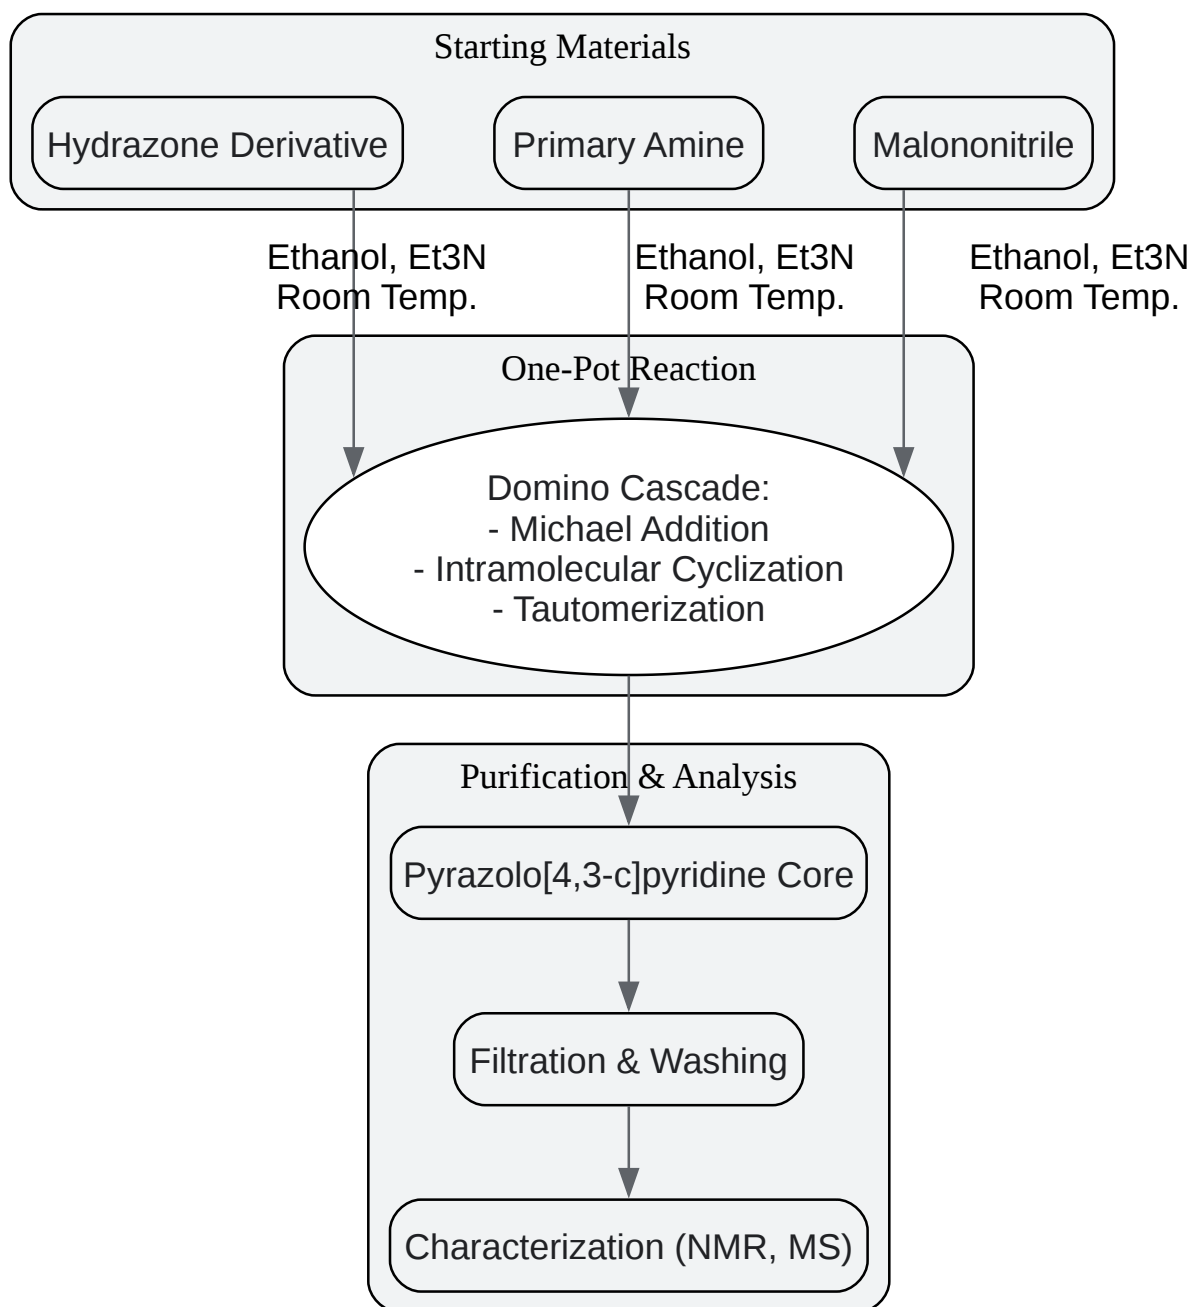 Starting Materials
Hydrazone Derivative
Primary Amine
Malononitrile
Ethanol, Et3N
Room Temp.
Ethanol, Et3N
Room Temp.
Ethanol, Et3N
Room Temp.
One-Pot Reaction
Domino Cascade:
- Michael Addition
- Intramolecular Cyclization
- Tautomerization
Purification & Analysis
Pyrazolo[4,3-c]pyridine Core
Filtration & Washing
Characterization (NMR, MS)